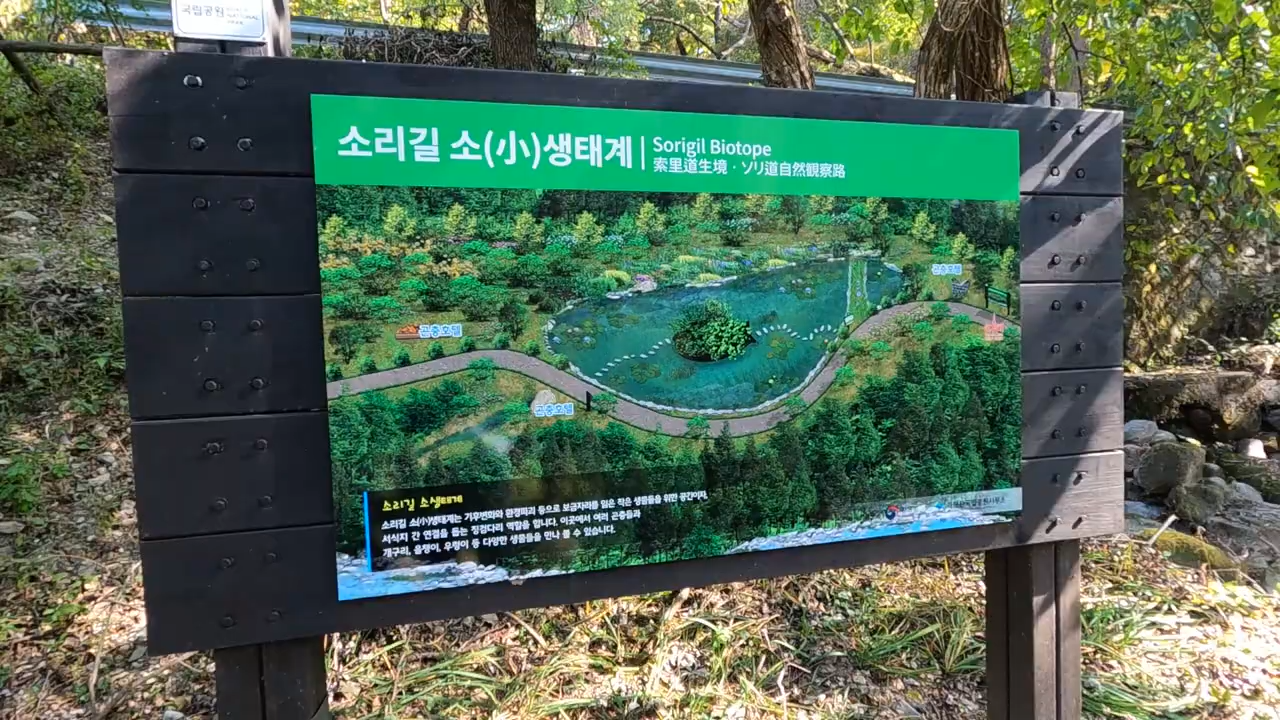 국립공원
NATIONAL
PARK
소리길 소(小)생태계
Sorigil Biotope
索里道生境 · ソリ道自然観察路
곤충호텔
곤충호텔
곤충호텔
소리길 소생태계
소리길 소(小)생태계는 기후변화와 환경파괴 등으로 보금자리를 잃은 작은 생물들을 위한 공간이자,
서식지 간 연결을 돕는 징검다리 역할을 합니다. 이곳에서 여러 곤충들과
개구리, 올챙이, 우렁이 등 다양한 생물들을 만나 볼 수 있습니다.